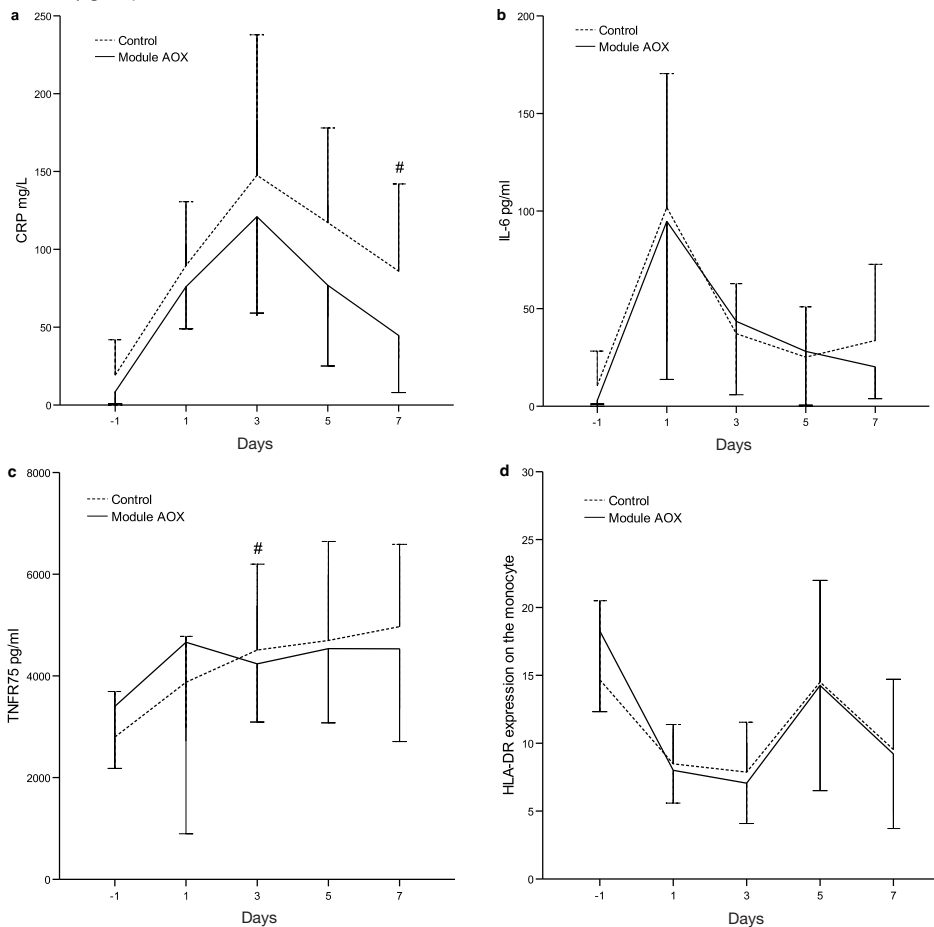 a
250
200
150
100
50
0
CRP mg/L
Control
Module AOX
#
-1 1 3 5 7
Days
b
200
150
100
50
0
IL-6 pg/ml
Control
Module AOX
-1 1 3 5 7
Days
c
8000
6000
4000
2000
0
TNFR75 pg/ml
Control
Module AOX
#
-1 1 3 5 7
Days
d
30
25
20
15
10
5
0
HLA-DR expression on the monocyte
Control
Module AOX
-1 1 3 5 7
Days